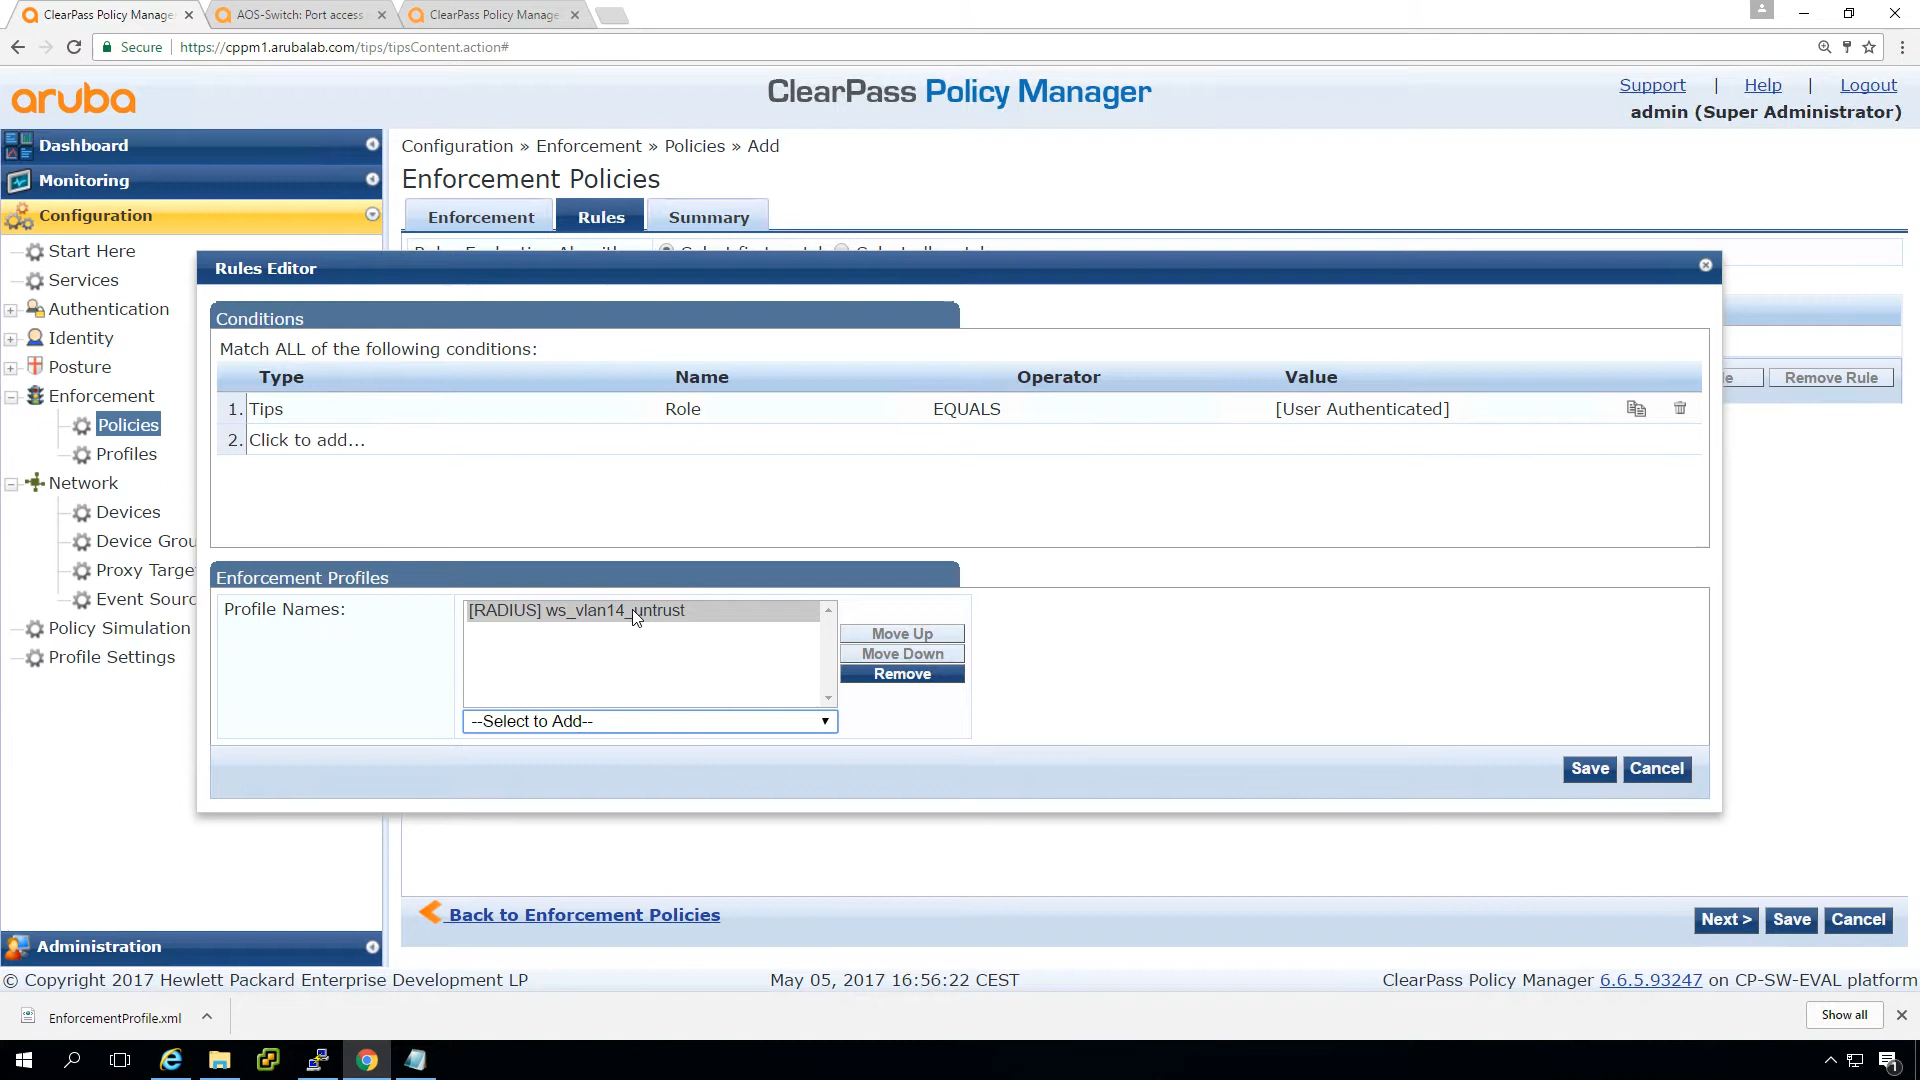 ClearPass Policy Manager
AOS-Switch: Port access
ClearPass Policy Manage
Secure
https://cppm1.arubalab.com/tips/tipsContent.action#
aruba
ClearPass Policy Manager
Support | Help | Logout
admin (Super Administrator)
Dashboard
Monitoring
Configuration
Start Here
Services
Authentication
Identity
Posture
Enforcement
Policies
Profiles
Network
Devices
Device Grou
Proxy Targe
Event Sourc
Policy Simulation
Profile Settings
Administration
Configuration » Enforcement » Policies » Add
Enforcement Policies
Enforcement
Rules
Summary
Remove Rule
Rules Editor
Conditions
Match ALL of the following conditions:
Type Name Operator Value
1. Tips Role EQUALS [User Authenticated]
2. Click to add...
Enforcement Profiles
Profile Names:
[RADIUS] ws_vlan14_untrust
Move Up
Move Down
Remove
--Select to Add--
Save
Cancel
Back to Enforcement Policies
Next >
Save
Cancel
© Copyright 2017 Hewlett Packard Enterprise Development LP
May 05, 2017 16:56:22 CEST
ClearPass Policy Manager 6.6.5.93247 on CP-SW-EVAL platform
EnforcementProfile.xml
Show all
1